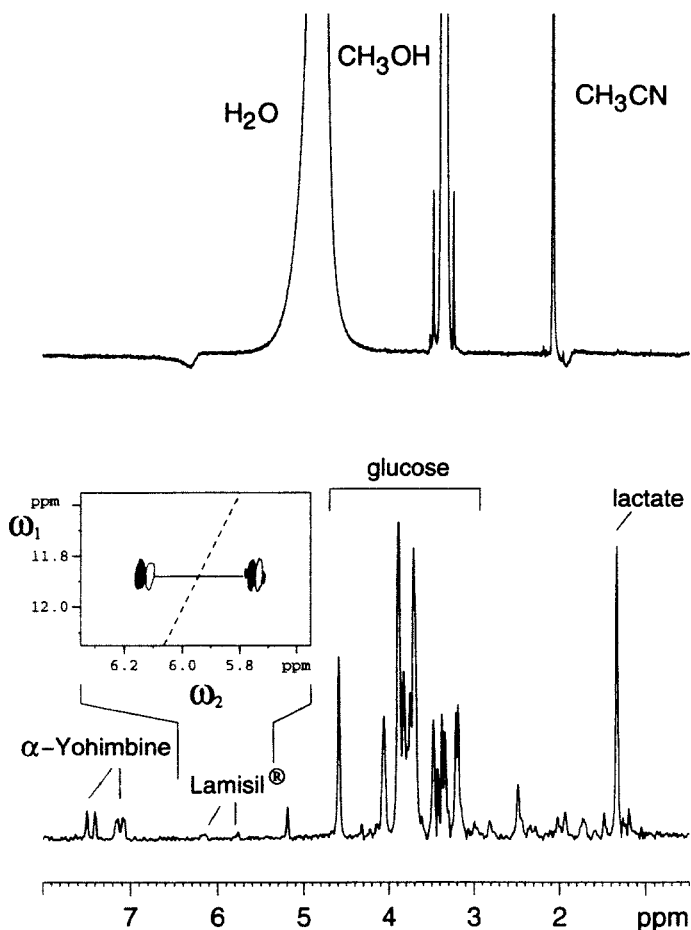 CH₃OH
CH₃CN
H₂O
glucose
lactate
ppm
ω₁
11.8
12.0
6.2 6.0 5.8 ppm
ω₂
α-Yohimbine
Lamisil®
7 6 5 4 3 2 ppm